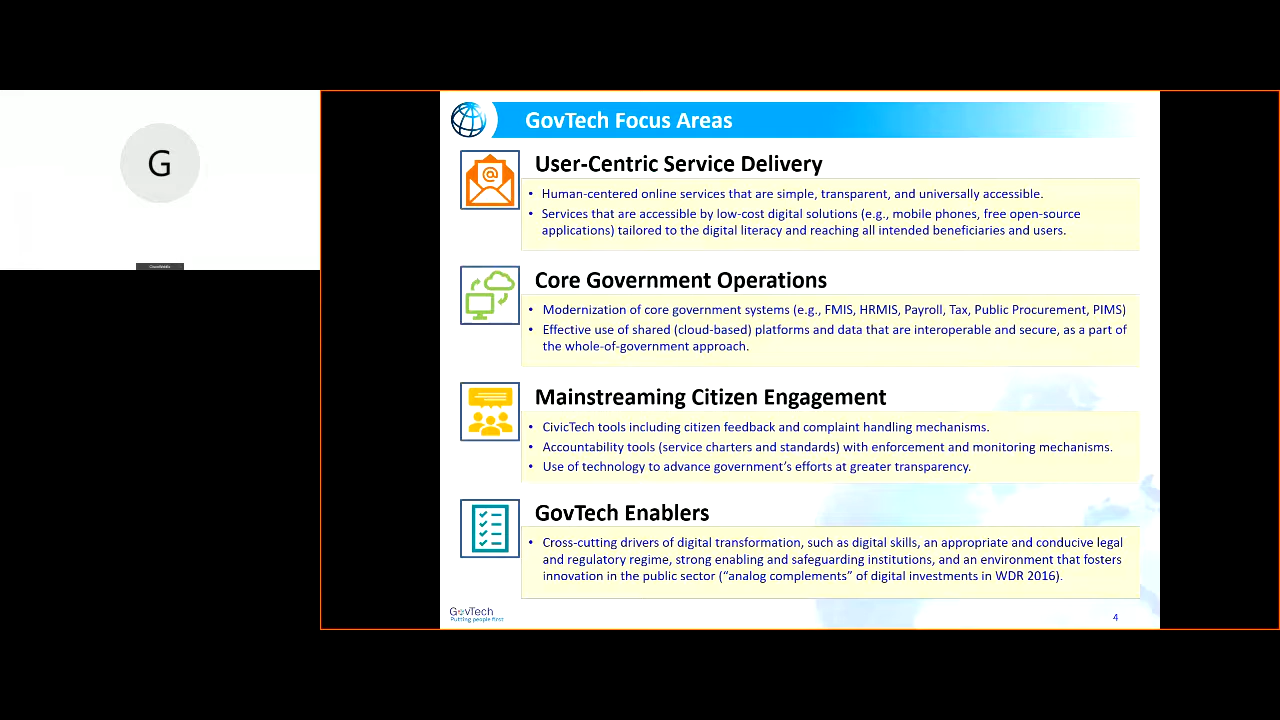 G
GovTech Focus Areas
User-Centric Service Delivery
• Human-centered online services that are simple, transparent, and universally accessible.
• Services that are accessible by low-cost digital solutions (e.g., mobile phones, free open-source
applications) tailored to the digital literacy and reaching all intended beneficiaries and users.
Core Government Operations
• Modernization of core government systems (e.g., FMIS, HRMIS, Payroll, Tax, Public Procurement, PIMS)
• Effective use of shared (cloud-based) platforms and data that are interoperable and secure, as a part of
the whole-of-government approach.
Mainstreaming Citizen Engagement
• CivicTech tools including citizen feedback and complaint handling mechanisms.
• Accountability tools (service charters and standards) with enforcement and monitoring mechanisms.
• Use of technology to advance government's efforts at greater transparency.
GovTech Enablers
• Cross-cutting drivers of digital transformation, such as digital skills, an appropriate and conducive legal
and regulatory regime, strong enabling and safeguarding institutions, and an environment that fosters
innovation in the public sector (“analog complements” of digital investments in WDR 2016).
GovTech
Putting people first
4